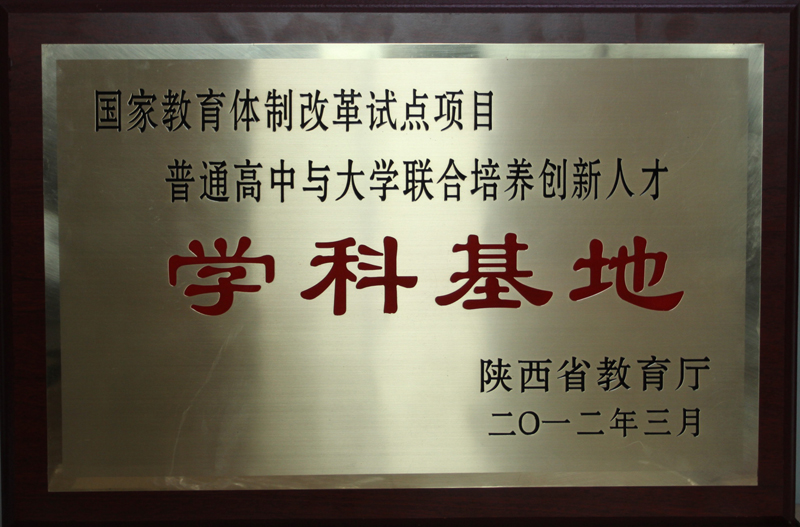 国家教育体制改革试点项目
普通高中与大学联合培养创新人才
学科基地
陕西省教育厅
二〇一二年三月